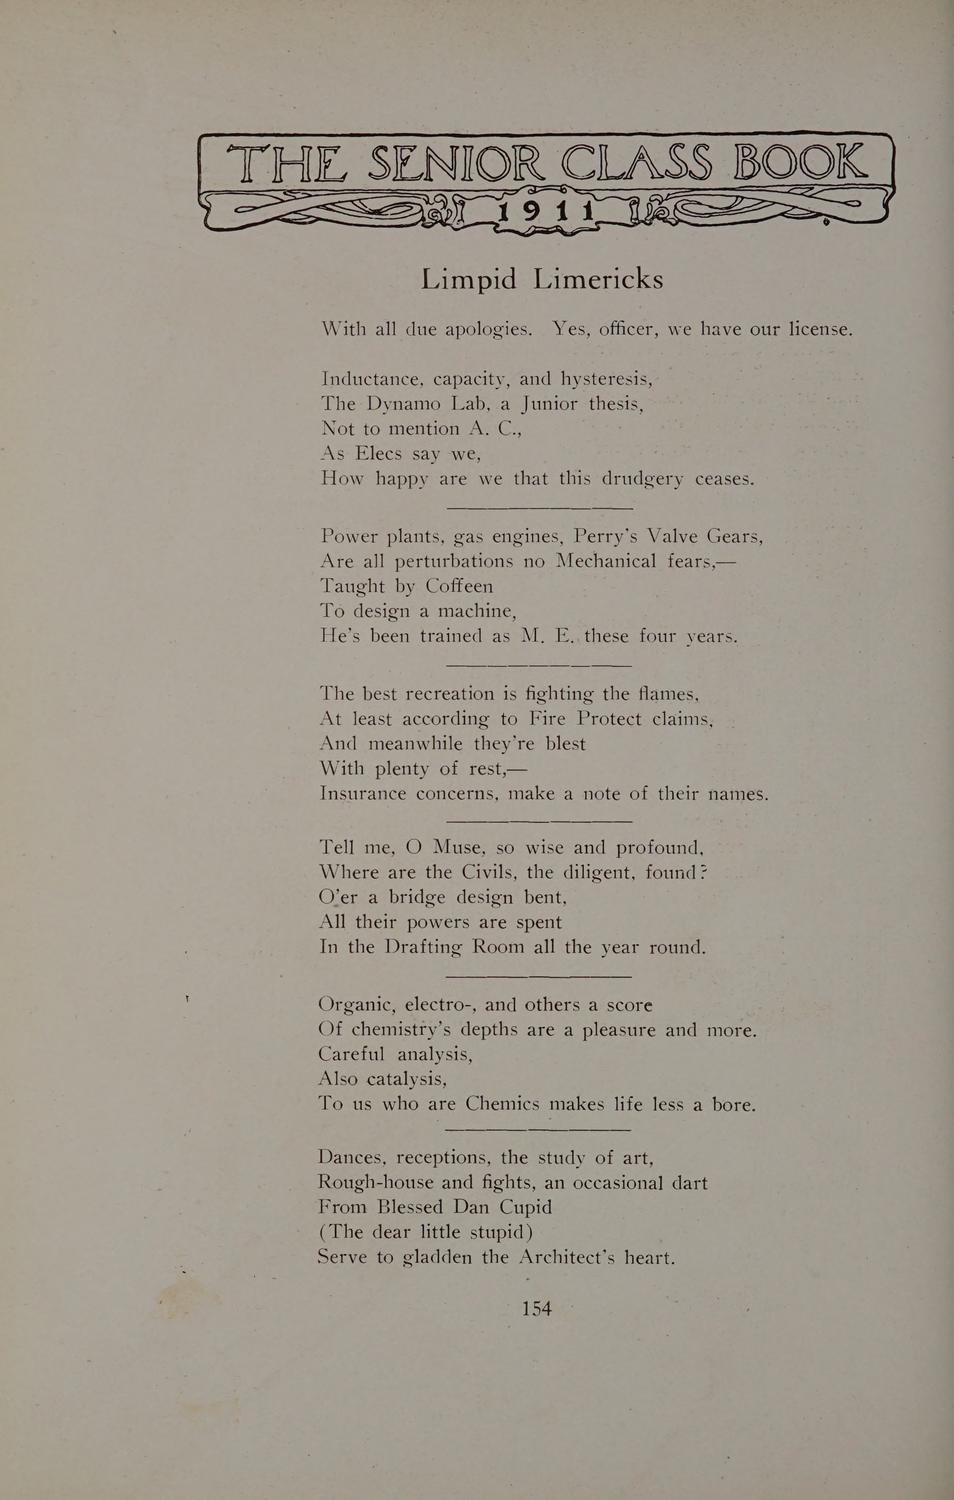 THE SENIOR CLASS BOOK
1911
Limpid Limericks
With all due apologies. Yes, officer, we have our license.
Inductance, capacity, and hysteresis,
The Dynamo Lab, a Junior thesis,
Not to mention A. C.,
As Elecs say we,
How happy are we that this drudgery ceases.
Power plants, gas engines, Perry's Valve Gears,
Are all perturbations no Mechanical fears,—
Taught by Coffeen
To design a machine,
He's been trained as M. E. these four years.
The best recreation is fighting the flames,
At least according to Fire Protect claims,
And meanwhile they're blest
With plenty of rest,—
Insurance concerns, make a note of their names.
Tell me, O Muse, so wise and profound,
Where are the Civils, the diligent, found?
O'er a bridge design bent,
All their powers are spent
In the Drafting Room all the year round.
Organic, electro-, and others a score
Of chemistry's depths are a pleasure and more.
Careful analysis,
Also catalysis,
To us who are Chemics makes life less a bore.
Dances, receptions, the study of art,
Rough-house and fights, an occasional dart
From Blessed Dan Cupid
(The dear little stupid)
Serve to gladden the Architect's heart.
154